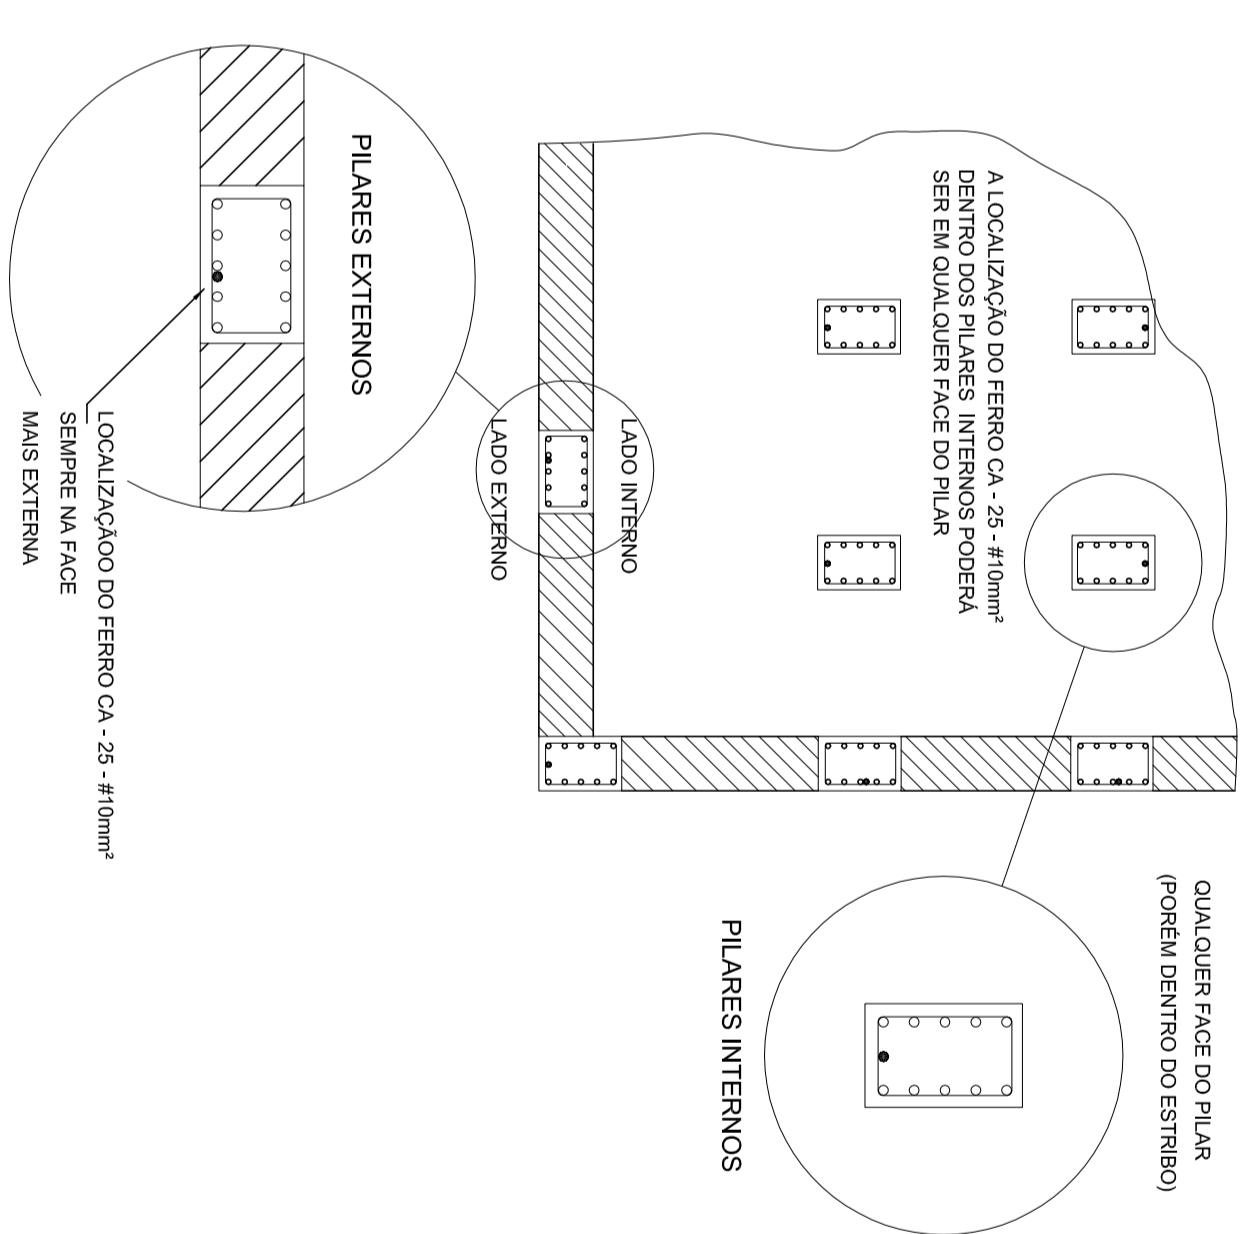 QUALQUER FACE DO PILAR
(PORÉM DENTRO DO ESTRIBO)
A LOCALIZAÇÃO DO FERRO CA - 25 - #10mm²
DENTRO DOS PILARES INTERNOS PODERÁ
SER EM QUALQUER FACE DO PILAR
PILARES INTERNOS
LADO INTERNO
LADO EXTERNO
PILARES EXTERNOS
LOCALIZAÇÃOO DO FERRO CA - 25 - #10mm²
SEMPRE NA FACE
MAIS EXTERNA